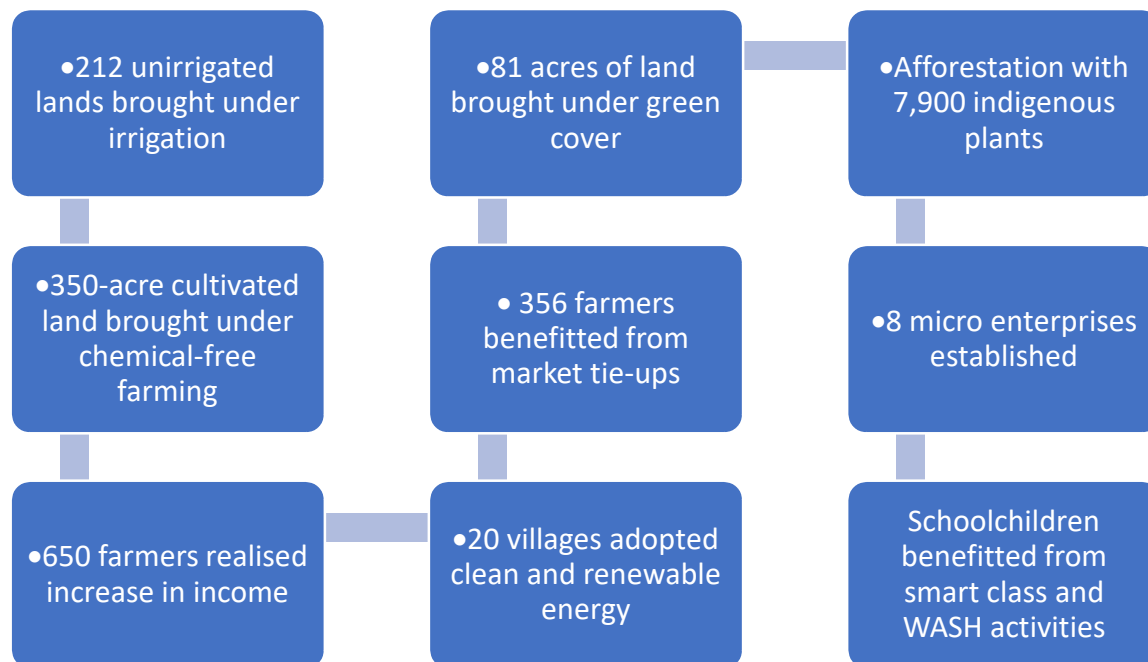 •212 unirrigated
lands brought under
irrigation
•350-acre cultivated
land brought under
chemical-free
farming
•650 farmers realised
increase in income
•20 villages adopted
clean and renewable
energy
• 356 farmers
benefitted from
market tie-ups
•81 acres of land
brought under green
cover
•Afforestation with
7,900 indigenous
plants
•8 micro enterprises
established
Schoolchildren
benefitted from
smart class and
WASH activities